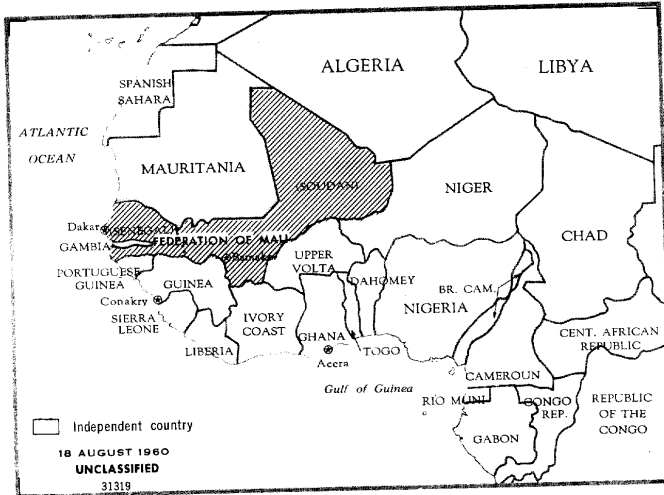 ALGERIA
LIBYA
SPANISH
SAHARA
ATLANTIC
OCEAN
MAURITANIA
(SOUDAN)
NIGER
CHAD
Dakar
(SENEGAL)
FEDERATION OF MALI
GAMBIA
Bamako
UPPER
VOLTA
PORTUGUESE
GUINEA
GUINEA
DAHOMEY
BR. CAM.
NIGERIA
Conakry
SIERRA
LEONE
IVORY
COAST
GHANA
LIBERIA
Accra
TOGO
CENT. AFRICAN
REPUBLIC
CAMEROUN
Gulf of Guinea
RIO MUNI
CONGO
REP.
REPUBLIC
OF THE
CONGO
GABON
Independent country
18 AUGUST 1960
UNCLASSIFIED
31319